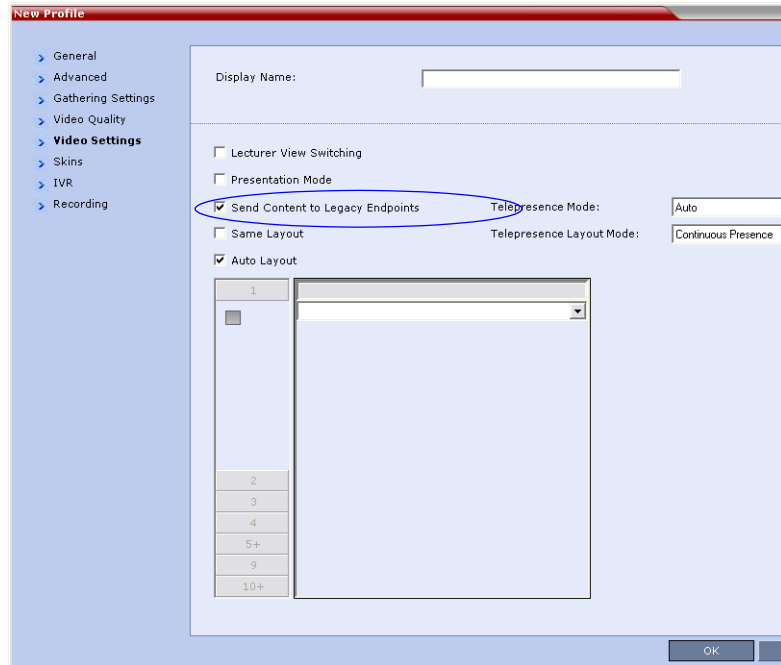 New Profile
General
Advanced
Gathering Settings
Video Quality
Video Settings
Skins
IVR
Recording
Display Name:
Lecturer View Switching
Presentation Mode
Send Content to Legacy Endpoints
Telepresence Mode:
Auto
Same Layout
Telepresence Layout Mode:
Continuous Presence
Auto Layout
1
2
3
4
5+
9
10+
OK